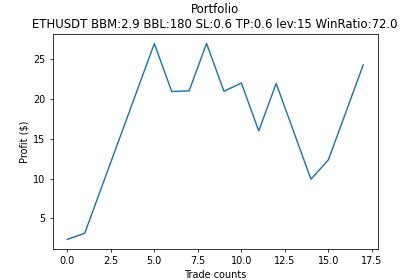 Portfolio
ETHUSDT BBM:2.9 BBL:180 SL:0.6 TP:0.6 lev:15 WinRatio:72.0
Profit ($)
25
20
15
10
5
0.0 2.5 5.0 7.5 10.0 12.5 15.0 17.5
Trade counts